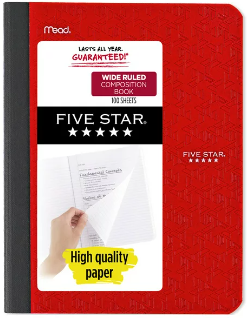 Mead.
LASTS ALL YEAR.
GUARANTEED!*
WIDE RULED
COMPOSITION
BOOK
100 SHEETS
FIVE STAR®
★★★★★
FIVE STAR®
★★★★★
High quality
paper